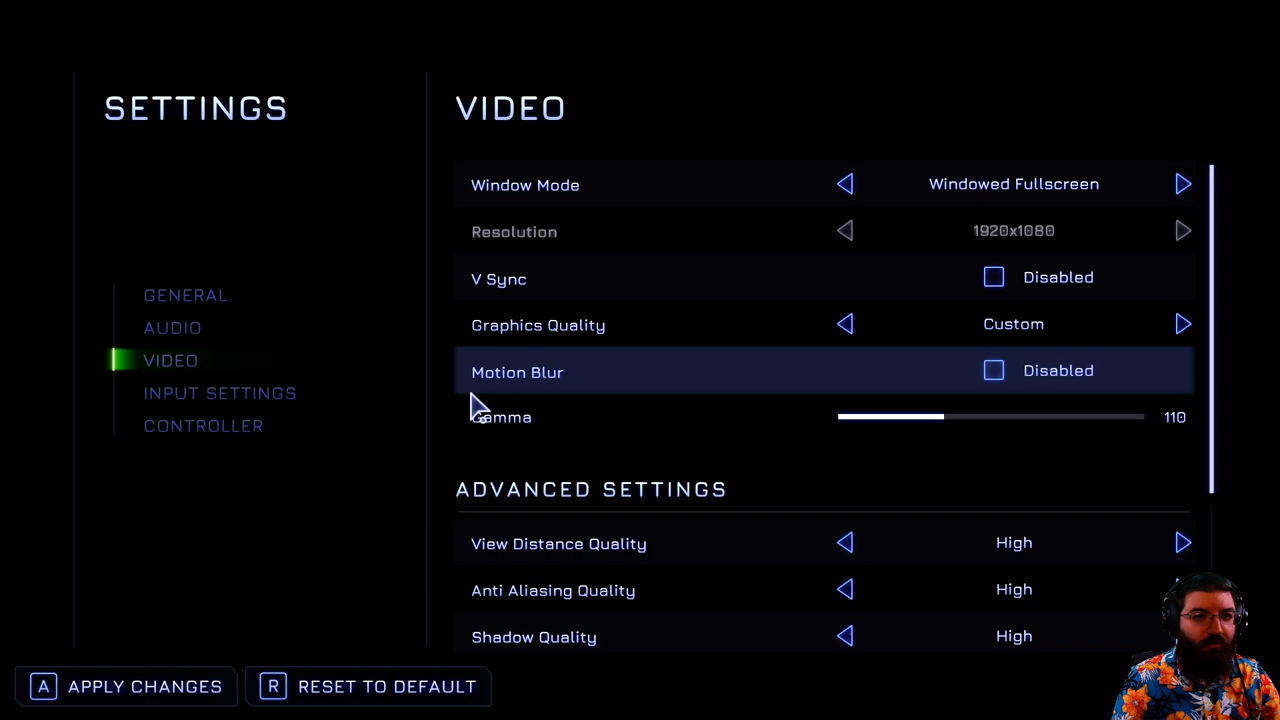 SETTINGS
GENERAL
AUDIO
VIDEO
INPUT SETTINGS
CONTROLLER
VIDEO
Window Mode Windowed Fullscreen
Resolution 1920x1080
V Sync Disabled
Graphics Quality Custom
Motion Blur Disabled
Gamma 110
ADVANCED SETTINGS
View Distance Quality High
Anti Aliasing Quality High
Shadow Quality High
A APPLY CHANGES
R RESET TO DEFAULT